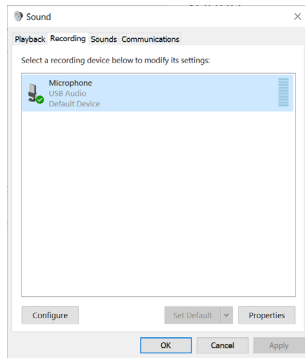 Sound
Playback Recording Sounds Communications
Select a recording device below to modify its settings:
Microphone
USB Audio
Default Device
Configure Set Default Properties
OK Cancel Apply